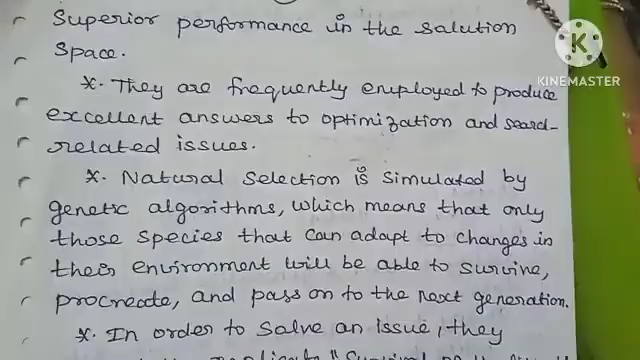 Superior performance in the salution
Space.
*. They are frequently employed to produce
excellent answers to optimization and search-
related issues.
*. Natural Selection is simulated by
genetic algorithms, which means that only
those species that can adapt to changes in
their environment will be able to survive,
procreate, and pass on to the next generation.
*. In order to Salve an issue, they
"Survival
KINEMASTER